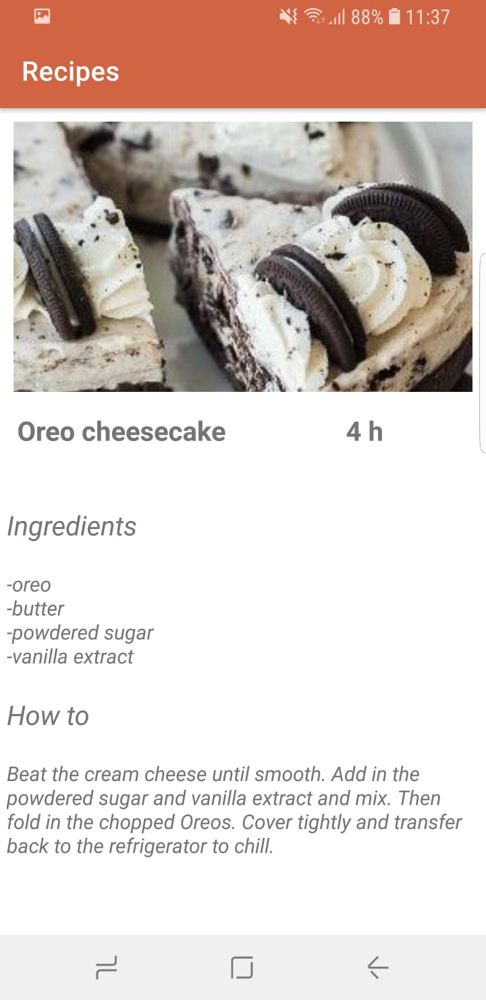 88% 11:37
Recipes
Oreo cheesecake 4 h
Ingredients
-oreo
-butter
-powdered sugar
-vanilla extract
How to
Beat the cream cheese until smooth. Add in the
powdered sugar and vanilla extract and mix. Then
fold in the chopped Oreos. Cover tightly and transfer
back to the refrigerator to chill.